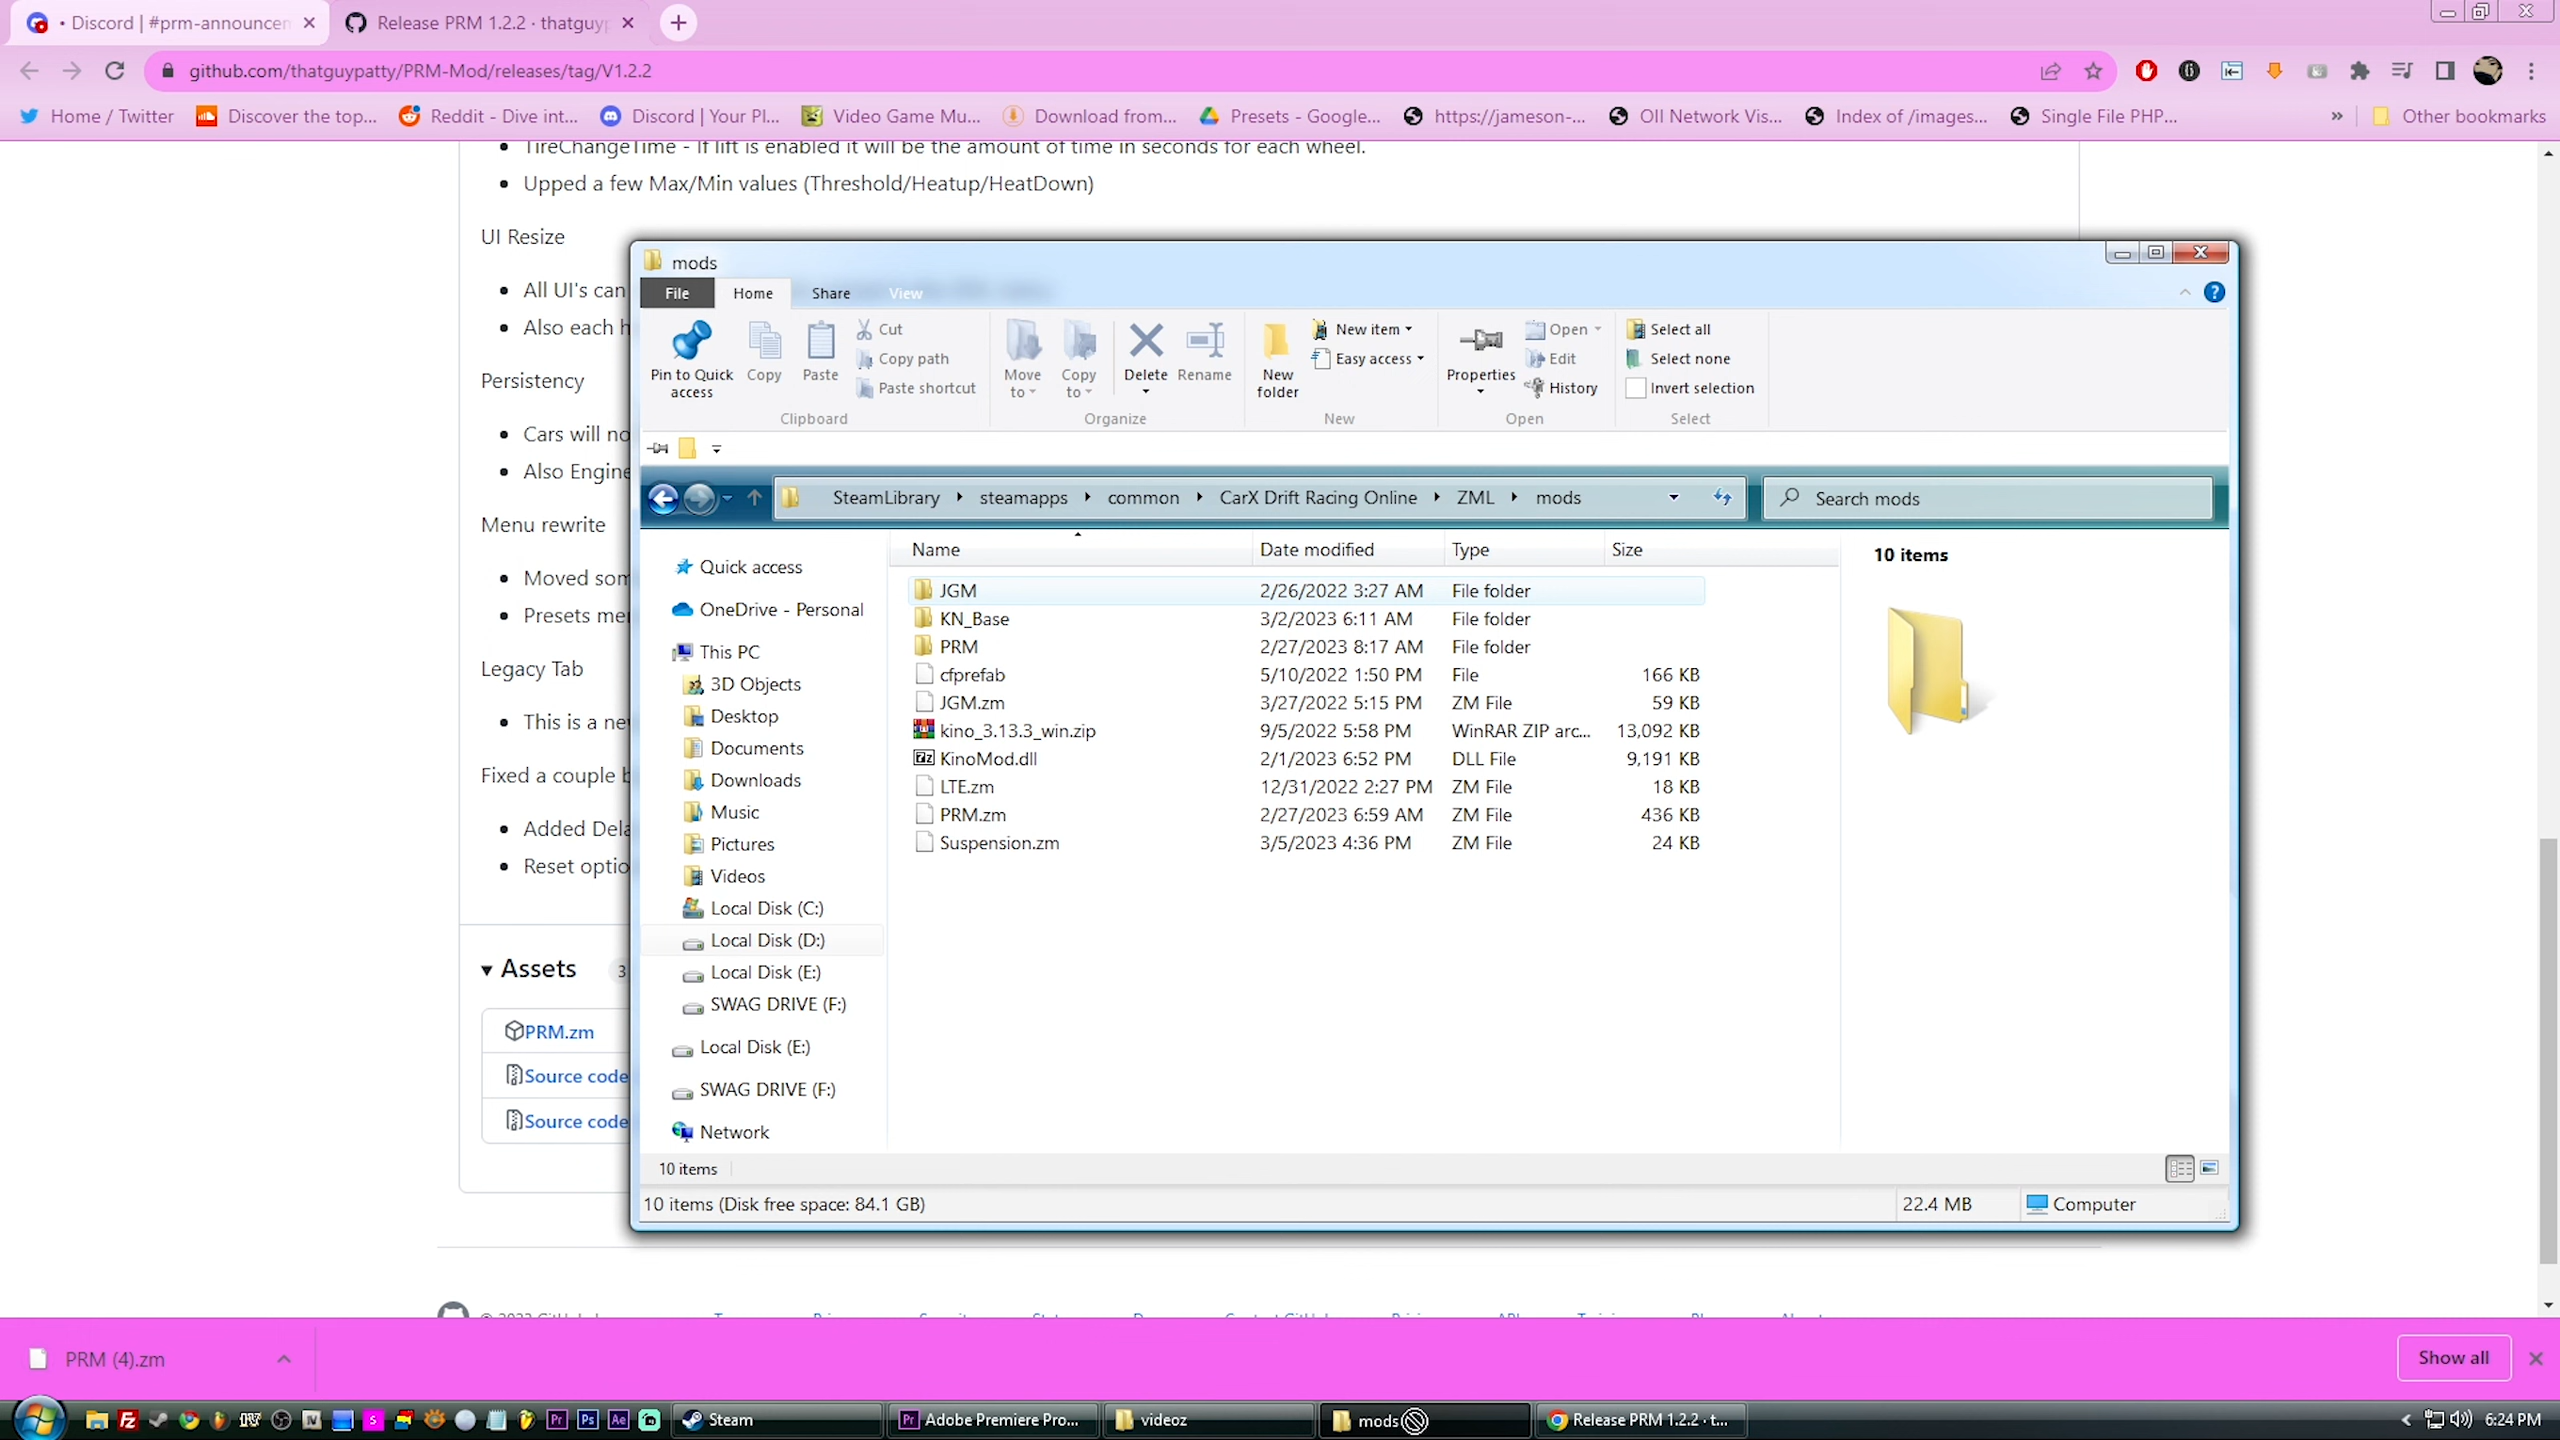 • Discord | #prm-announcem
Release PRM 1.2.2 · thatguyp
github.com/thatguypatty/PRM-Mod/releases/tag/V1.2.2
Home / Twitter
Discover the top...
Reddit - Dive int...
Discord | Your Pl...
Video Game Mu...
Download from...
Presets - Google...
https://jameson-...
OII Network Vis...
Index of /images...
Single File PHP...
»
Other bookmarks
• TireChangeTime - If lift is enabled it will be the amount of time in seconds for each wheel.
• Upped a few Max/Min values (Threshold/Heatup/HeatDown)
UI Resize
• All UI's can
• Also each h
Persistency
• Cars will no
• Also Engine
Menu rewrite
• Moved som
• Presets me
Legacy Tab
• This is a ne
Fixed a couple b
• Added Dela
• Reset optio
Assets 3
PRM.zm
Source code
Source code
mods
File Home Share View
Pin to Quick access
Copy
Paste
Cut
Copy path
Paste shortcut
Clipboard
Move to
Copy to
Delete
Rename
Organize
New folder
New item
Easy access
New
Properties
Open
Edit
History
Open
Select all
Select none
Invert selection
Select
SteamLibrary steamapps common CarX Drift Racing Online ZML mods
Search mods
Quick access
OneDrive - Personal
This PC
3D Objects
Desktop
Documents
Downloads
Music
Pictures
Videos
Local Disk (C:)
Local Disk (D:)
Local Disk (E:)
SWAG DRIVE (F:)
Local Disk (E:)
SWAG DRIVE (F:)
Network
Name Date modified Type Size
JGM 2/26/2022 3:27 AM File folder
KN_Base 3/2/2023 6:11 AM File folder
PRM 2/27/2023 8:17 AM File folder
cfprefab 5/10/2022 1:50 PM File 166 KB
JGM.zm 3/27/2022 5:15 PM ZM File 59 KB
kino_3.13.3_win.zip 9/5/2022 5:58 PM WinRAR ZIP arc... 13,092 KB
KinoMod.dll 2/1/2023 6:52 PM DLL File 9,191 KB
LTE.zm 12/31/2022 2:27 PM ZM File 18 KB
PRM.zm 2/27/2023 6:59 AM ZM File 436 KB
Suspension.zm 3/5/2023 4:36 PM ZM File 24 KB
10 items
10 items
10 items (Disk free space: 84.1 GB)
22.4 MB
Computer
PRM (4).zm
Show all
Steam
Adobe Premiere Pro...
videoz
mods
Release PRM 1.2.2 · t...
6:24 PM